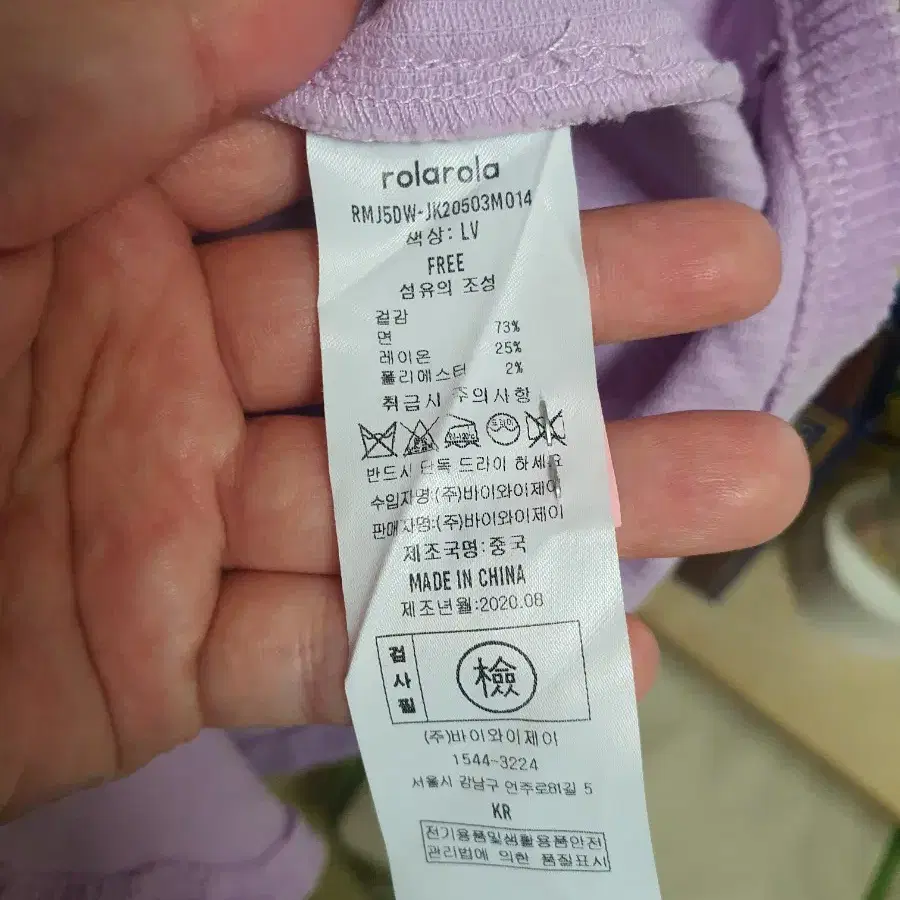 rolarola
RMJ5DW-JK20503M014
색상: LV
FREE
섬유의 조성
겉감
면 73%
레이온 25%
폴리에스터 2%
취급시 주의사항
반드시 단독 드라이 하세요
수입자명:(주)바이와이제이
판매자명:(주)바이와이제이
제조국명:중국
MADE IN CHINA
제조년월:2020.08
검사필
檢
(주)바이와이제이
1544-3224
서울시 강남구 언주로81길 5
KR
전기용품및생활용품안전
관리법에 의한 품질표시